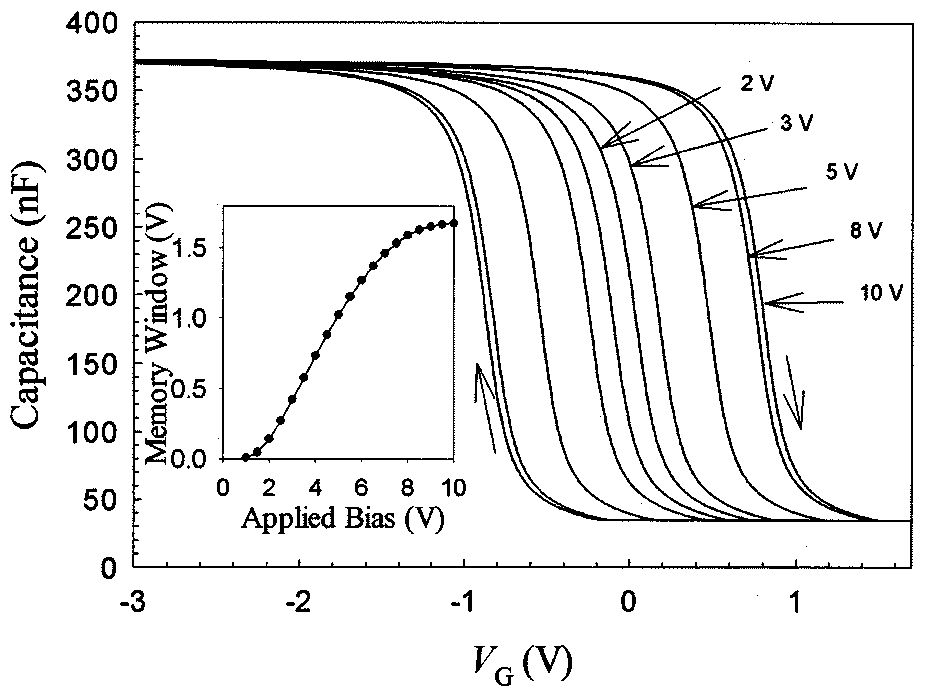 400
350
300
250
200
150
100
50
0
Capacitance (nF)
-3
-2
-1
0
1
V_G (V)
2 V
3 V
5 V
8 V
10 V
Memory Window (V)
1.5
1.0
0.5
0.0
0
2
4
6
8
10
Applied Bias (V)